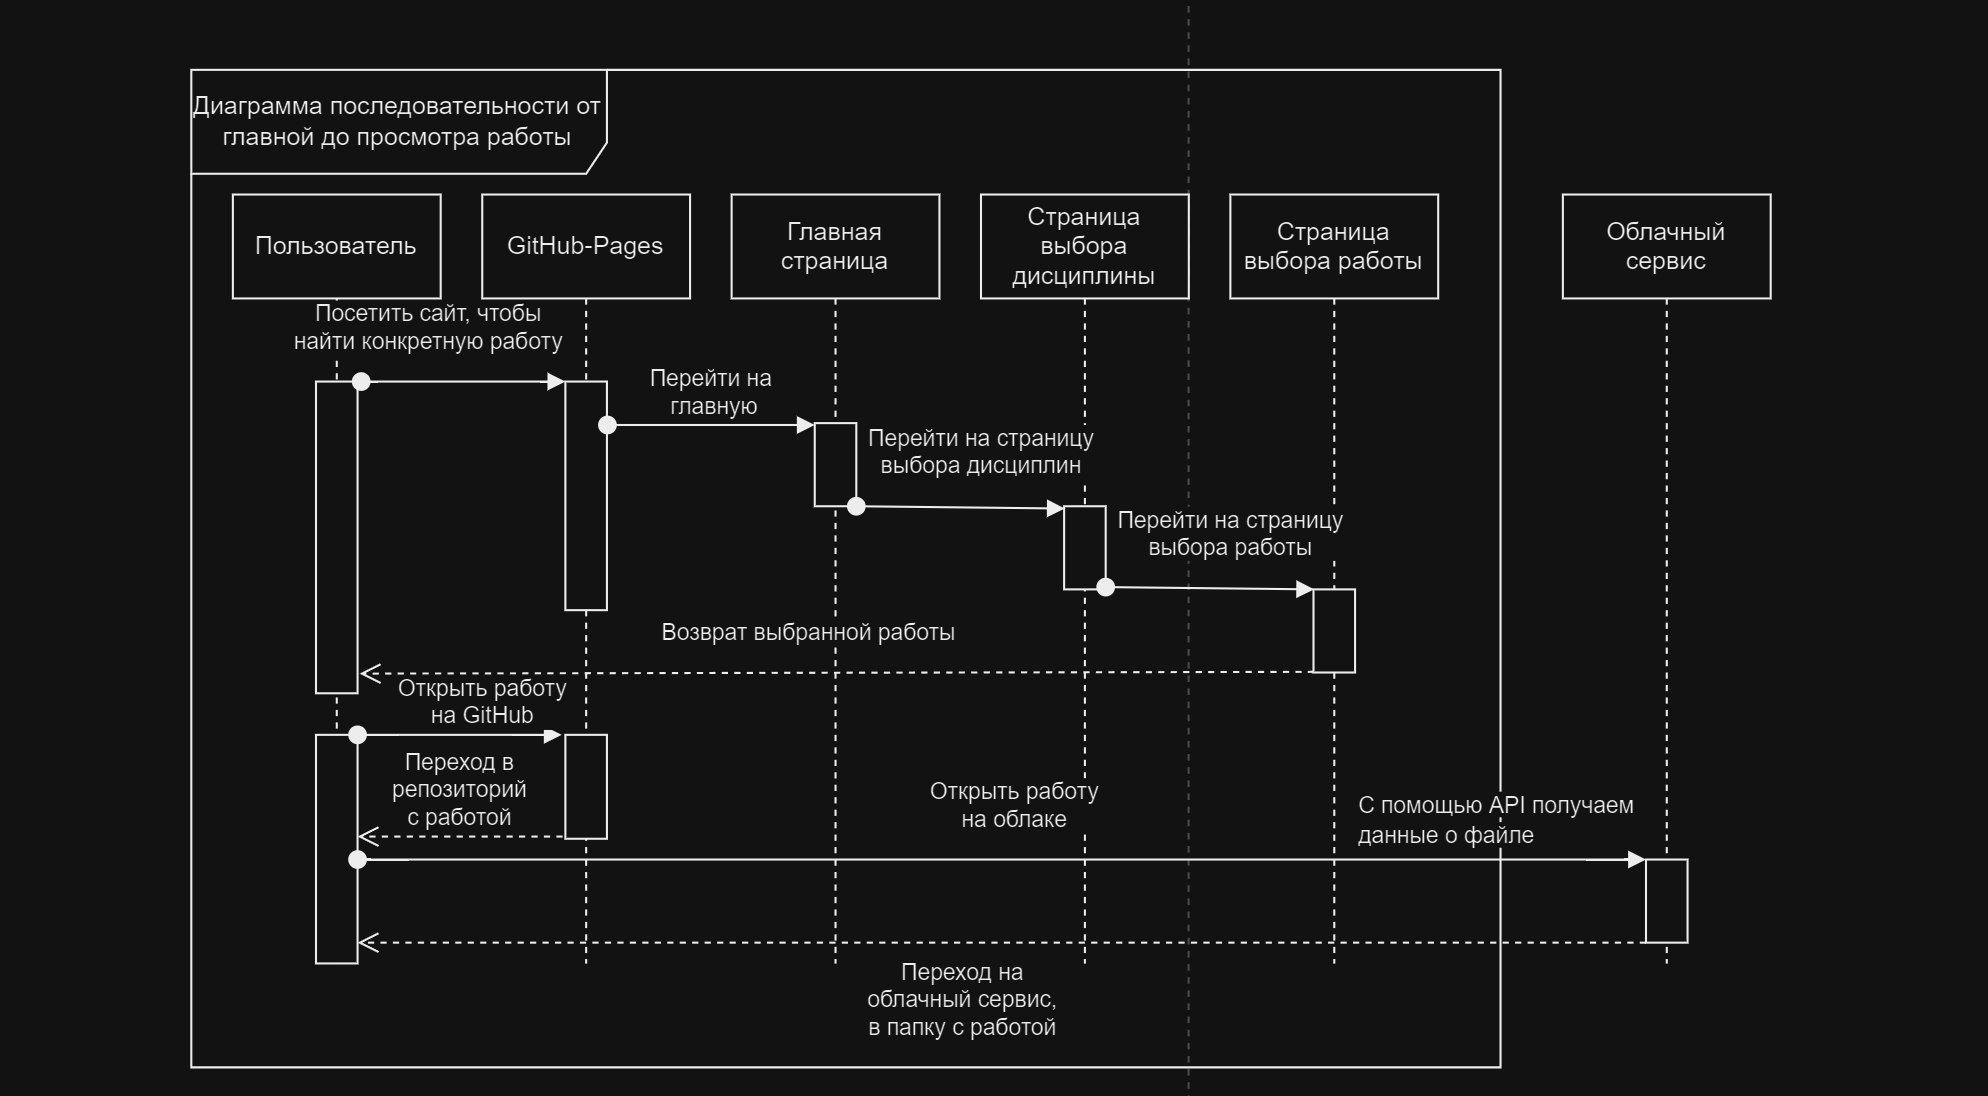 Диаграмма последовательности от
главной до просмотра работы
Пользователь
GitHub-Pages
Главная
страница
Страница
выбора
дисциплины
Страница
выбора работы
Облачный
сервис
Посетить сайт, чтобы
найти конкретную работу
Перейти на
главную
Перейти на страницу
выбора дисциплин
Перейти на страницу
выбора работы
Возврат выбранной работы
Открыть работу
на GitHub
Переход в
репозиторий
с работой
Открыть работу
на облаке
С помощью API получаем
данные о файле
Переход на
облачный сервис,
в папку с работой